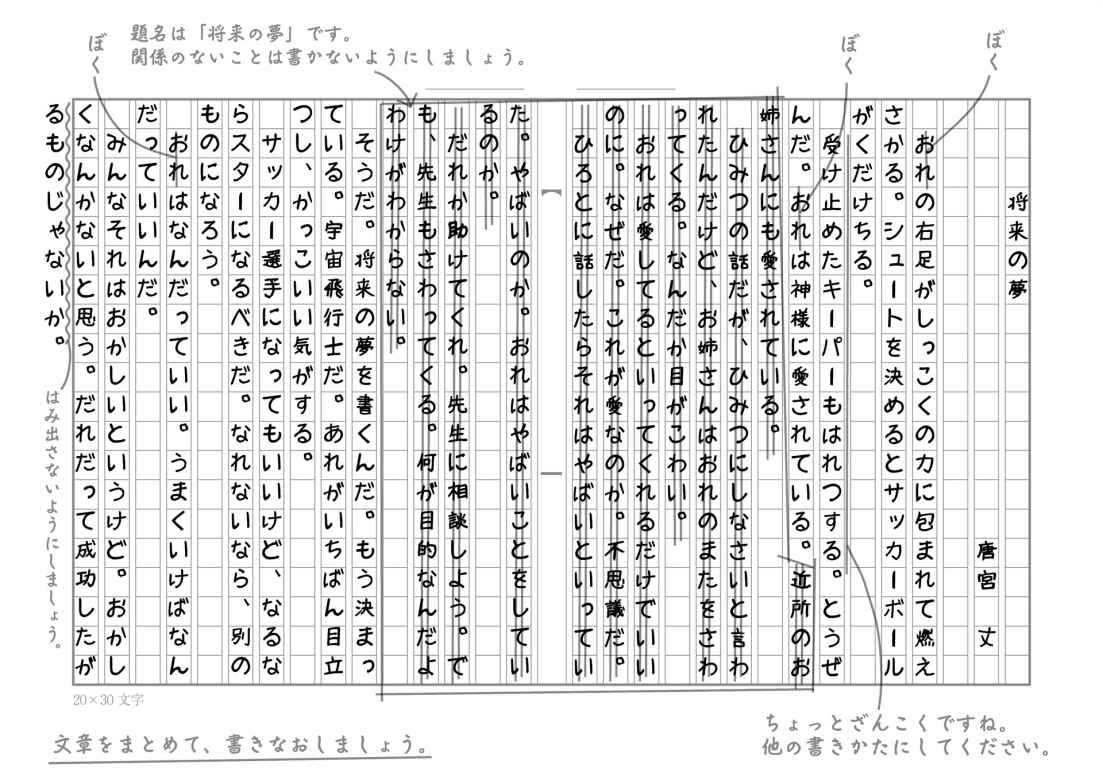 題名は「将来の夢」です。
関係のないことは書かないようにしましょう。
ぼく
ぼく
ぼく
将来の夢
唐宮 丈
おれの右足がしっこくの力に包まれて燃え
さかる。シュートを決めるとサッカーボール
がくだけちる。
受け止めたキーパーもはれつする。とうぜ
んだ。おれは神様に愛されている。近所のお
姉さんにも愛されている。
ひみつの話だが、ひみつにしなさいと言わ
れたんだけど、お姉さんはおれのまたをさわ
ってくる。なんだか目がこわい。
おれは愛してるといってくれるだけでいい
のに。なぜだ。これが愛なのか。不思議だ。
ひろとに話したらそれはやばいといってい
た。やばいのか。おれはやばいことをしてい
るのか。
だれか助けてくれ。先生に相談しよう。で
も、先生もさわってくる。何が目的なんだよ
わけがわからない。
そうだ。将来の夢を書くんだ。もう決まっ
ている。宇宙飛行士だ。あれがいちばん目立
つし、かっこいい気がする。
サッカー選手になってもいいけど、なるな
らスターになるべきだ。なれないなら、別の
ものになろう。
おれはなんだっていい。うまくいけばなん
だっていいんだ。
みんなそれはおかしいというけど。おかし
くなんかないと思う。だれだって成功したが
るものじゃないか。
はみ出さないようにしましょう。
20×30 文字
ちょっとざんこくですね。
他の書きかたにしてください。
文章をまとめて、書きなおしましょう。